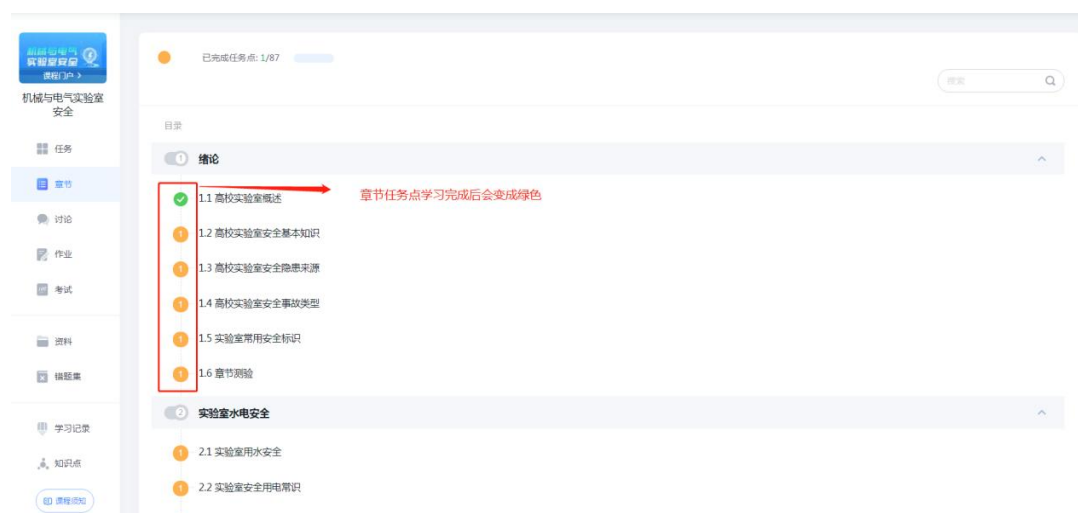 机械与电气
实验室安全
课程门户 >
机械与电气实验室
安全
任务
章节
讨论
作业
考试
资料
错题集
学习记录
知识点
课程须知
已完成任务点: 1/87
搜索
目录
1 绪论
1.1 高校实验室概述
章节任务点学习完成后会变成绿色
1 1.2 高校实验室安全基本知识
1 1.3 高校实验室安全隐患来源
1 1.4 高校实验室安全事故类型
1 1.5 实验室常用安全标识
1 1.6 章节测验
2 实验室水电安全
1 2.1 实验室用水安全
1 2.2 实验室安全用电常识